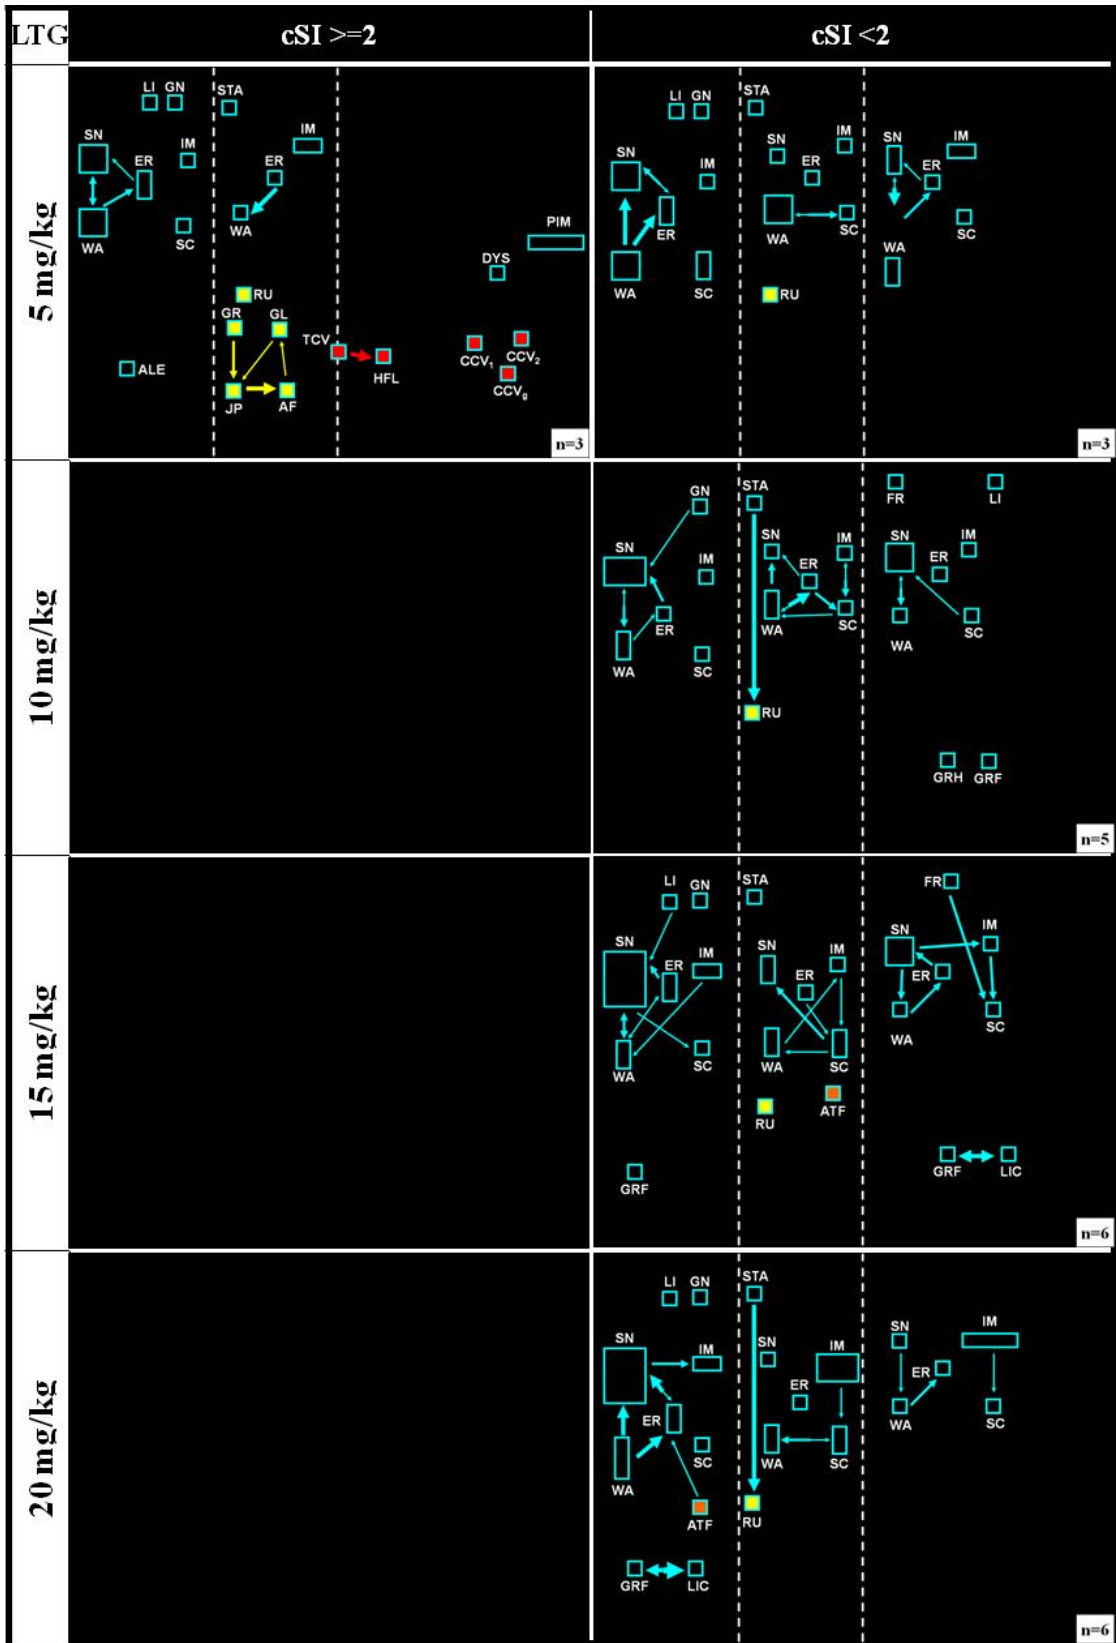 LTG cSI >=2 cSI <2
5 mg/kg
LI GN STA
SN ER IM ER IM
WA SC WA
PIM
DYS
RU
GR GL
TCV
ALE
HFL
CCV1 CCV2
CCVg
JP AF
n=3
LI GN STA
SN IM SN ER IM SN ER IM
ER
WA SC WA SC WA SC
RU
n=3
10 mg/kg
GN STA FR LI
SN IM SN ER IM SN ER IM
ER
WA SC WA SC WA SC
RU
GRH GRF
n=5
15 mg/kg
LI GN STA FR
SN ER IM SN ER IM SN ER IM
WA SC WA SC WA SC
RU ATF
GRF GRF LIC
n=6
20 mg/kg
LI GN STA
SN IM SN ER IM SN ER IM
ER
WA SC WA SC WA SC
ATF RU
GRF LIC
n=6